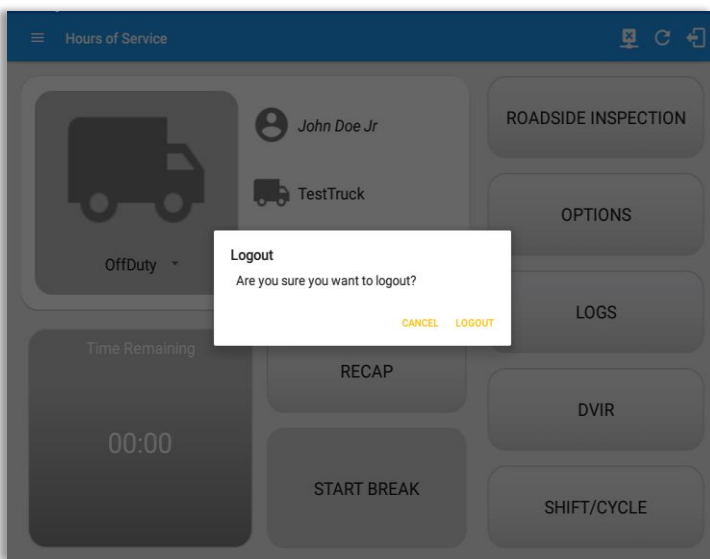 Hours of Service
John Doe Jr
TestTruck
OffDuty
Logout
Are you sure you want to logout?
CANCEL LOGOUT
Time Remaining
00:00
RECAP
START BREAK
ROADSIDE INSPECTION
OPTIONS
LOGS
DVIR
SHIFT/CYCLE